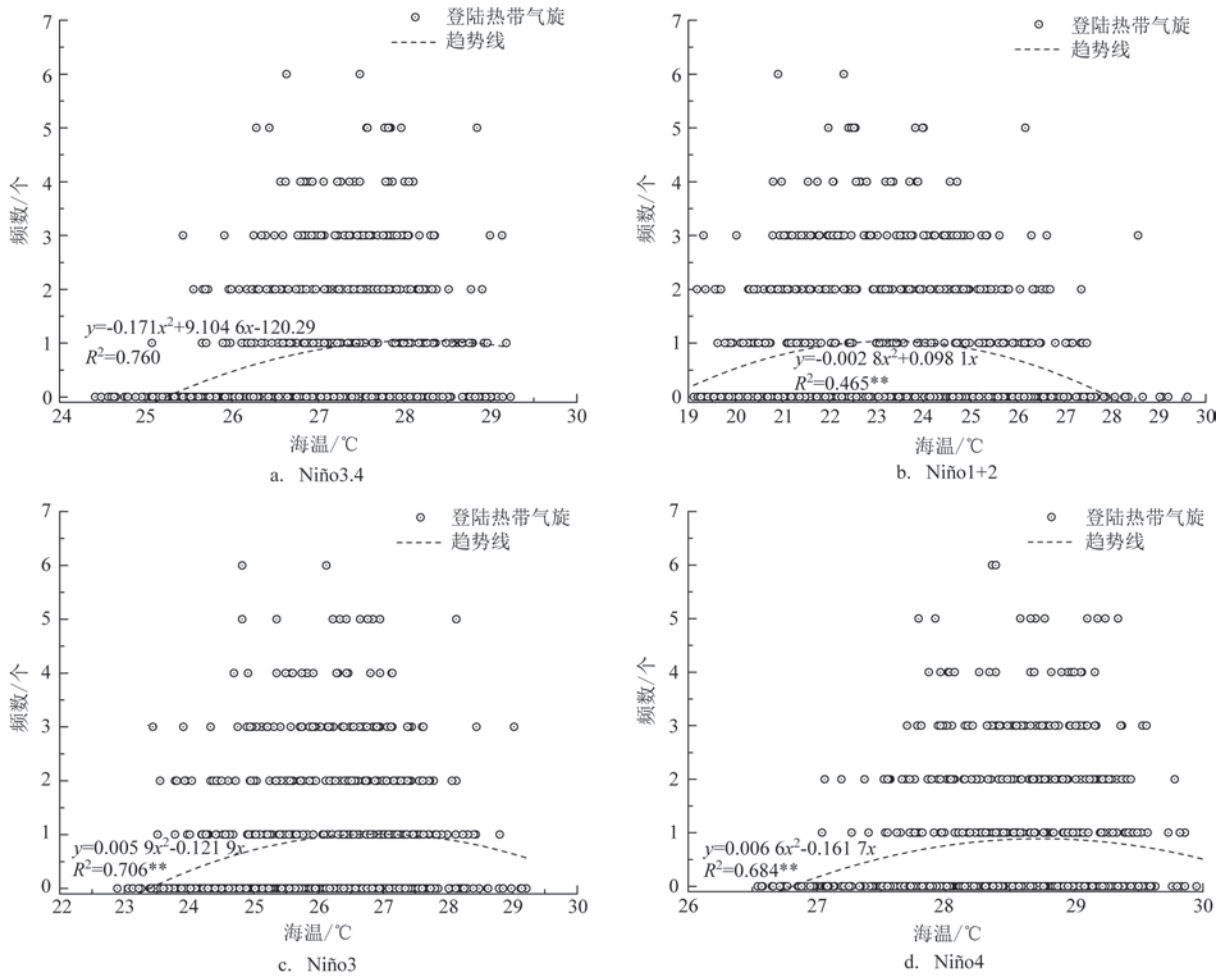 登陆热带气旋
趋势线
频数/个
7
6
5
4
3
2
1
0
y=-0.171x²+9.104 6x-120.29
R²=0.760
24 25 26 27 28 29 30
海温/℃
a. Niño3.4
登陆热带气旋
趋势线
频数/个
7
6
5
4
3
2
1
0
y=-0.002 8x²+0.098 1x
R²=0.465**
19 20 21 22 23 24 25 26 27 28 29 30
海温/℃
b. Niño1+2
登陆热带气旋
趋势线
频数/个
7
6
5
4
3
2
1
0
y=0.005 9x²-0.121 9x
R²=0.706**
22 23 24 25 26 27 28 29 30
海温/℃
c. Niño3
登陆热带气旋
趋势线
频数/个
7
6
5
4
3
2
1
0
y=0.006 6x²-0.161 7x
R²=0.684**
26 27 28 29 30
海温/℃
d. Niño4